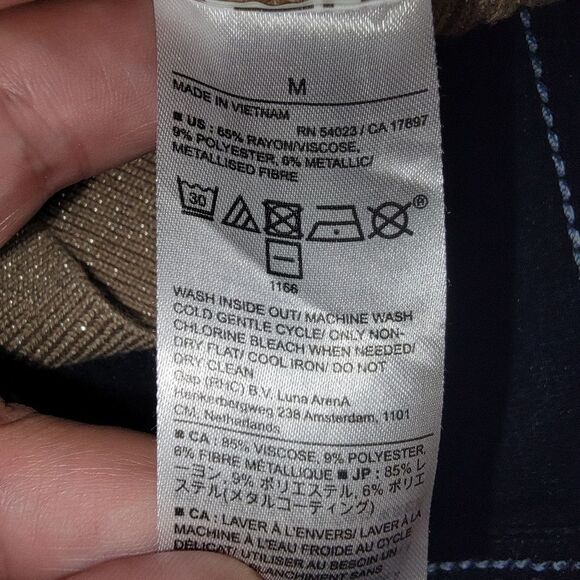 M
MADE IN VIETNAM
RN 54023 / CA 17897
■ US : 85% RAYON/VISCOSE,
9% POLYESTER, 6% METALLIC/
METALLISED FIBRE
30
®
1166
WASH INSIDE OUT/ MACHINE WASH
COLD GENTLE CYCLE/ ONLY NON-
CHLORINE BLEACH WHEN NEEDED/
DRY FLAT/ COOL IRON/ DO NOT
DRY CLEAN
Gap (RHC) B.V. Luna ArenA
Herikerbergweg 238 Amsterdam, 1101
CM, Netherlands
■ CA : 85% VISCOSE, 9% POLYESTER,
6% FIBRE MÉTALLIQUE ■ JP : 85% レ
ーヨン, 9% ポリエステル, 6% ポリエ
ステル(メタルコーティング)
■ CA : LAVER À L'ENVERS/ LAVER À LA
MACHINE À L'EAU FROIDE AU CYCLE
DÉLICAT/ UTILISER AU BESOIN UN
BLANCHIMENT SANS